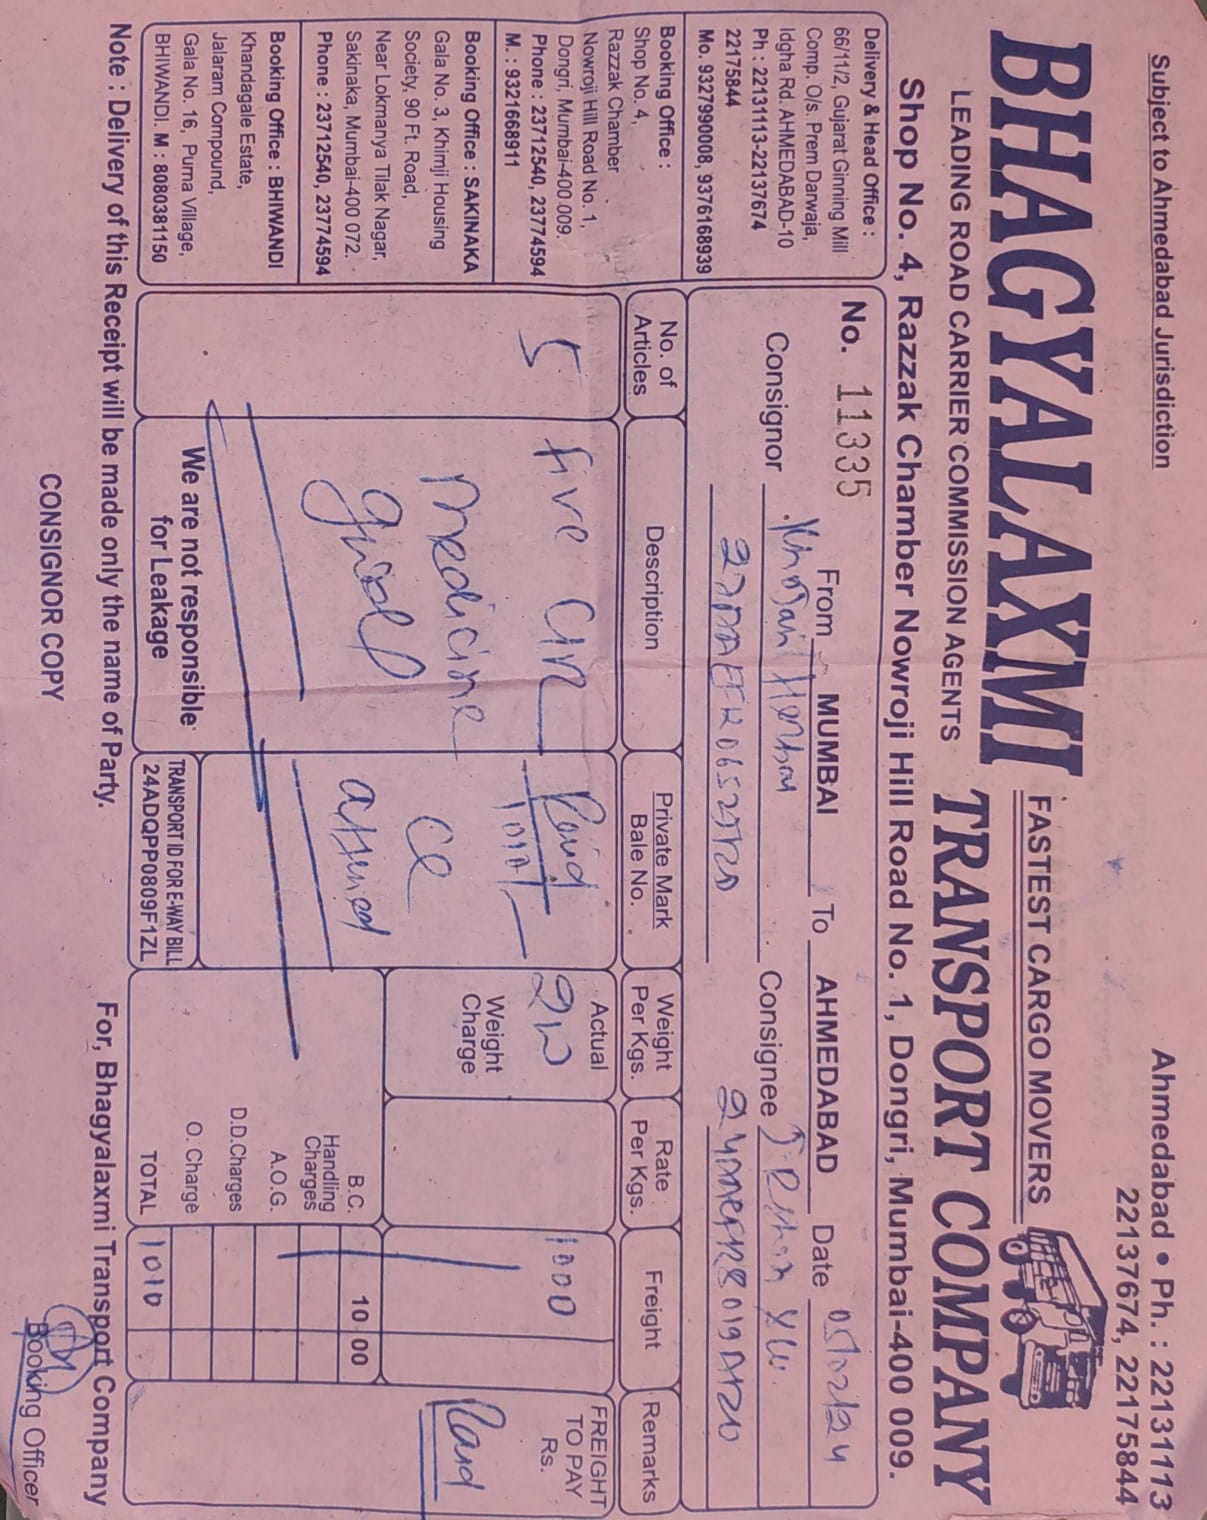 Subject to Ahmedabad Jurisdiction
Ahmedabad • Ph. : 22131113
22137674, 22175844
BHAGYALAXMI
FASTEST CARGO MOVERS
TRANSPORT COMPANY
LEADING ROAD CARRIER COMMISSION AGENTS
Shop No. 4, Razzak Chamber Nowroji Hill Road No. 1, Dongri, Mumbai-400 009.
Delivery & Head Office :
66/11/2, Gujarat Ginning Mill
Comp. O/s. Prem Darwaja,
Idgha Rd. AHMEDABAD-10
Ph : 22131113-22137674
22175844
Mo. 9327990008, 9376168939
Booking Office :
Shop No. 4,
Razzak Chamber
Nowroji Hill Road No. 1,
Dongri, Mumbai-400 009.
Phone : 23712540, 23774594
M. : 9321668911
Booking Office : SAKINAKA
Gala No. 3, Khimji Housing
Society, 90 Ft. Road,
Near Lokmanya Tilak Nagar,
Sakinaka, Mumbai-400 072.
Phone : 23712540, 23774594
Booking Office : BHIWANDI
Khandagale Estate,
Jalaram Compound,
Gala No. 16, Purna Village,
BHIWANDI. M : 8080381150
No. 11335 From MUMBAI To AHMEDABAD Date 05/02/24
Consignor
Consignee
No. of Articles
Description
Private Mark Bale No.
Weight Per Kgs.
Rate Per Kgs.
Freight
Remarks
5
five
medicine
Paid
1010/-
Actual
Weight Charge
1000
FREIGHT TO PAY Rs.
Paid
B.C. 10 00
Handling Charges
A.O.G.
D.D.Charges
O. Charge
TOTAL 1010
We are not responsible for Leakage
TRANSPORT ID FOR E-WAY BILL
24ADQPP0809F1ZL
Note : Delivery of this Receipt will be made only the name of Party.
For, Bhagyalaxmi Transport Company
CONSIGNOR COPY
Booking Officer